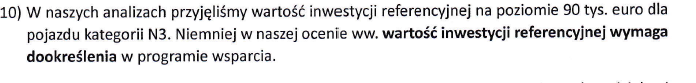 10) W naszych analizach przyjęliśmy wartość inwestycji referencyjnej na poziomie 90 tys. euro dla
pojazdu kategorii N3. Niemniej w naszej ocenie ww. wartość inwestycji referencyjnej wymaga
dookreślenia w programie wsparcia.